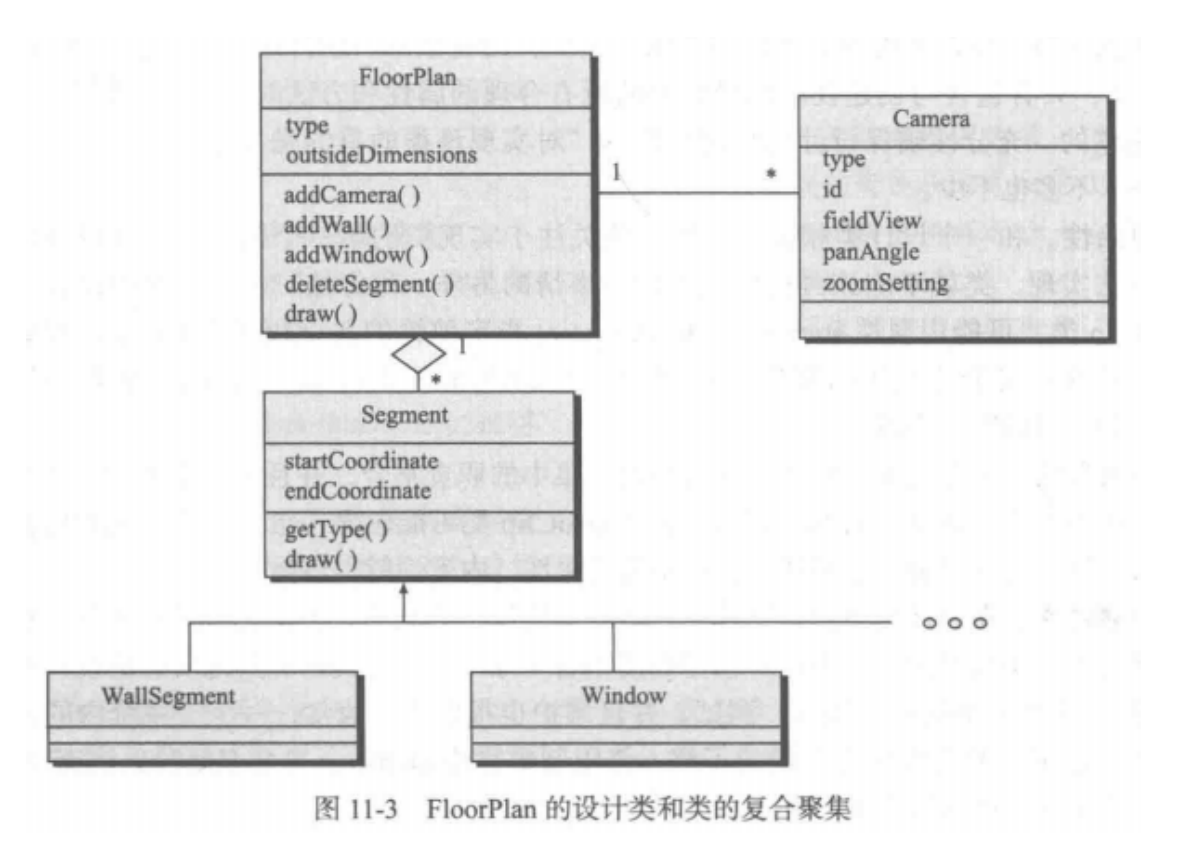 FloorPlan
type
outsideDimensions
addCamera( )
addWall( )
addWindow( )
deleteSegment( )
draw( )
1
*
Camera
type
id
fieldView
panAngle
zoomSetting
1
*
Segment
startCoordinate
endCoordinate
getType( )
draw( )
WallSegment
Window
图 11-3 FloorPlan 的设计类和类的复合聚集